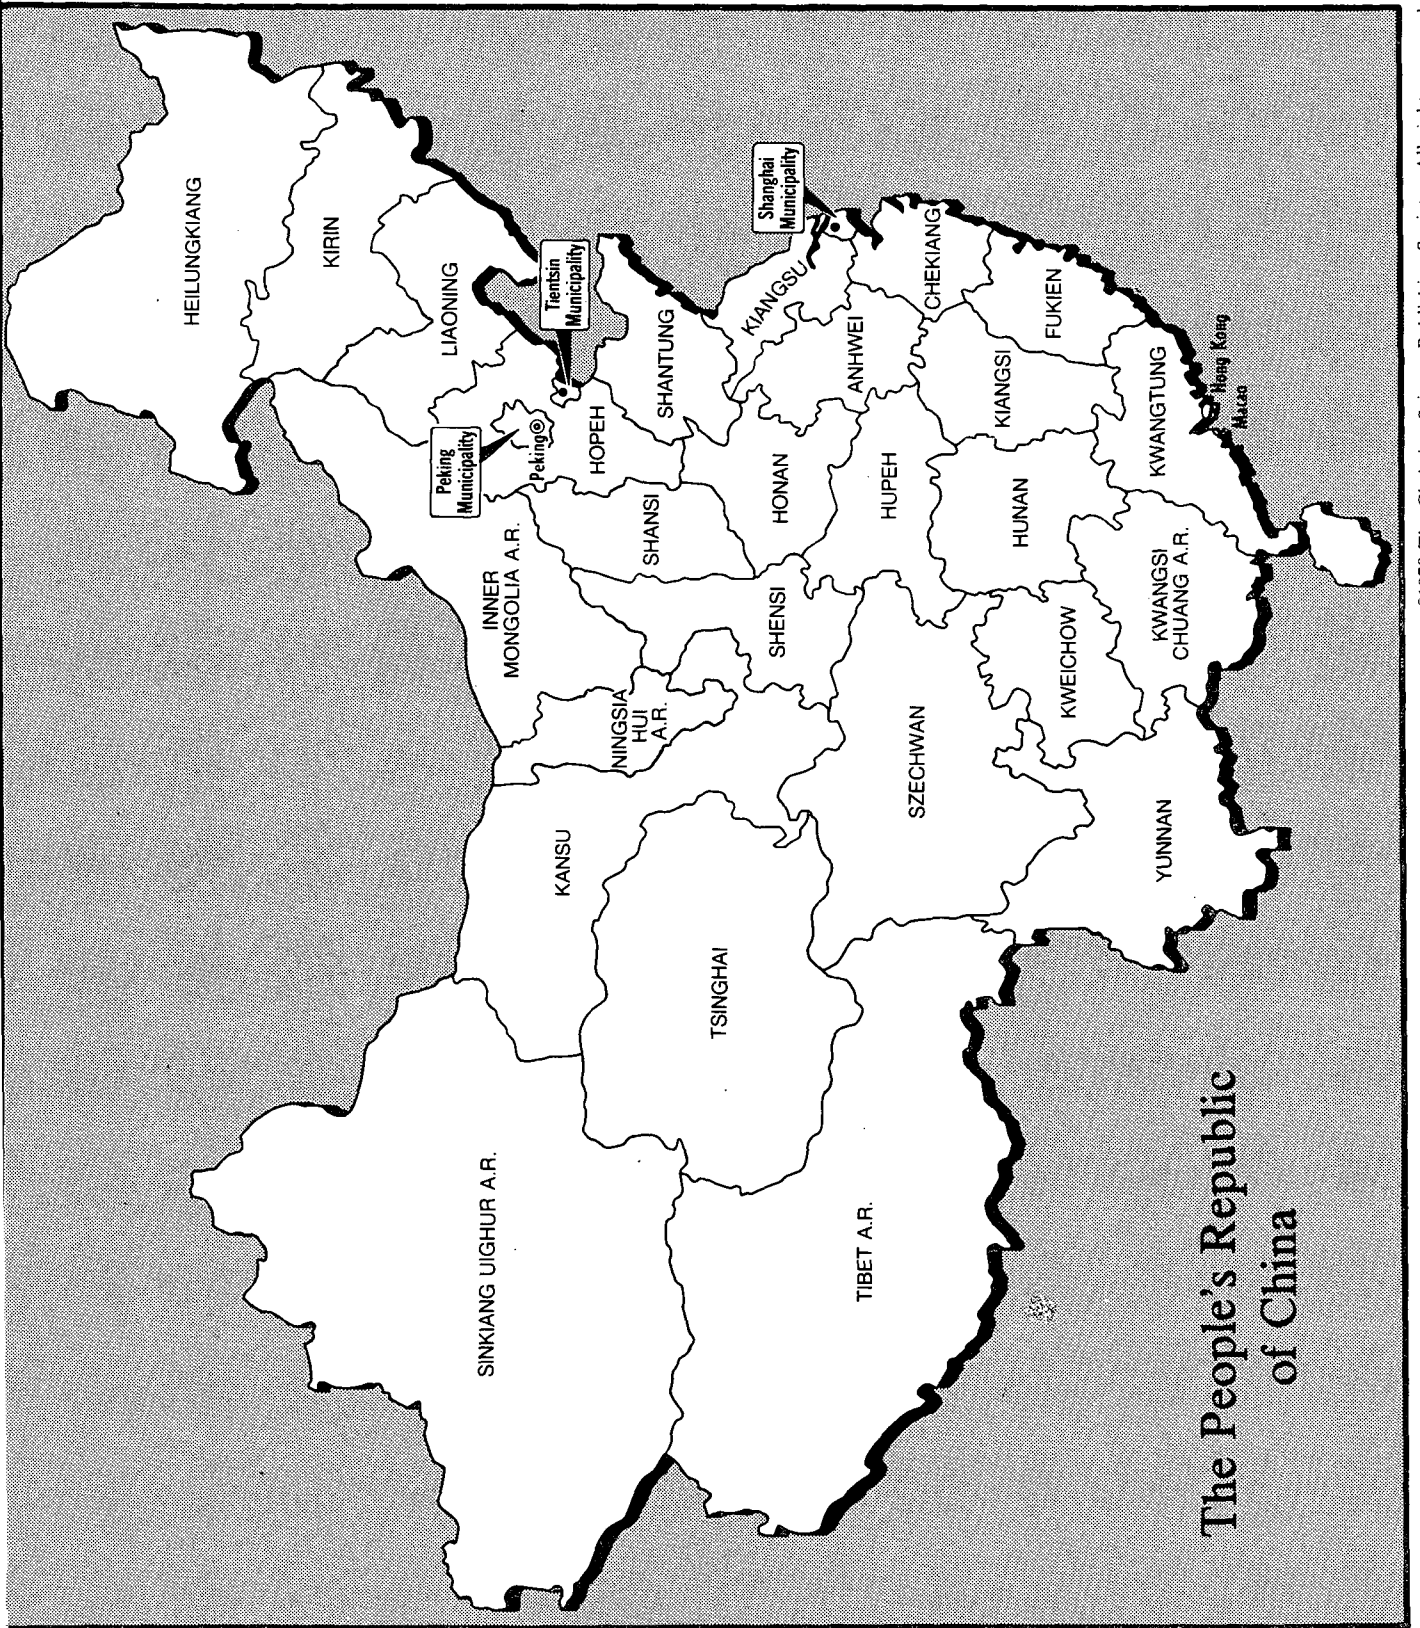 The People's Republic
of China
HEILUNGKIANG
KIRIN
LIAONING
INNER
MONGOLIA A.R.
Peking
Municipality
Peking
Tientsin
Municipality
HOPEH
SHANSI
SHANTUNG
NINGSIA
HUI
A.R.
KANSU
SINKIANG UIGHUR A.R.
TSINGHAI
TIBET A.R.
SHENSI
HONAN
KIANGSU
Shanghai
Municipality
ANHWEI
CHEKIANG
HUPEH
SZECHWAN
HUNAN
KIANGSI
FUKIEN
KWEICHOW
YUNNAN
KWANGSI
CHUANG A.R.
KWANGTUNG
Hong Kong
Macao